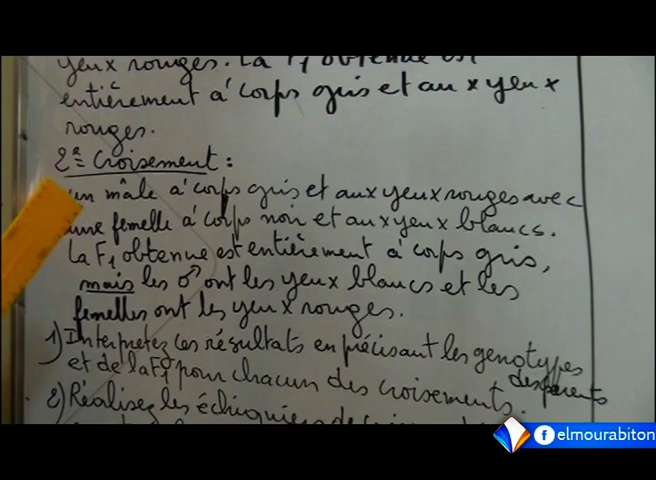 yeux rouges. La F1 obtenue est
entièrement à corps gris et aux yeux
rouges.
2e Croisement :
un mâle à corps gris et aux yeux rouges avec
une femelle à corps noir et aux yeux blancs.
la F1 obtenue est entièrement à corps gris,
mais les ♂ ont les yeux blancs et les
femelles ont les yeux rouges.
1) Interpretez ces résultats en précisant les genotypes
des parents
et de la F1 pour chacun des croisements.
2) Réalisez les échiquiers de
elmourabiton